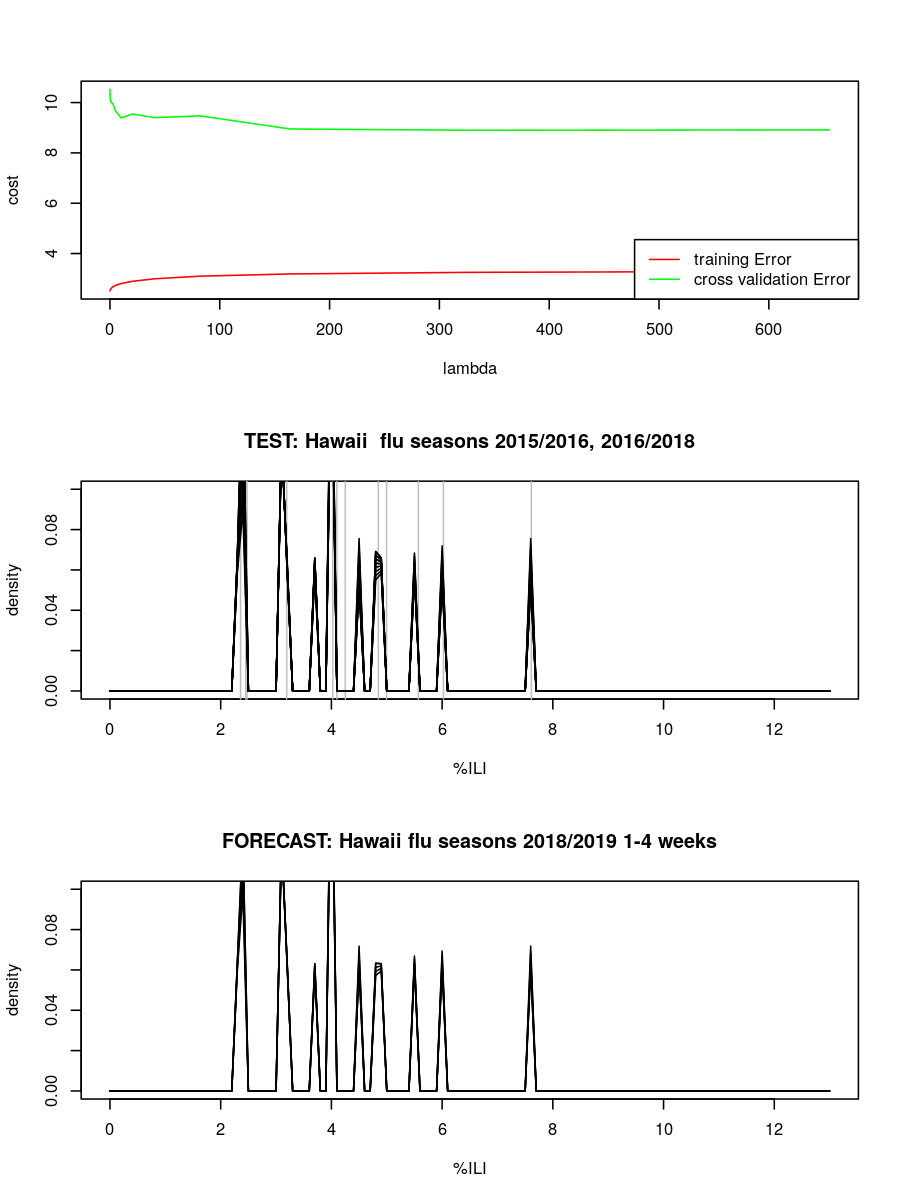 cost
4
6
8
10
training Error
cross validation Error
0 100 200 300 400 500 600
lambda
TEST: Hawaii  flu seasons 2015/2016, 2016/2018
density
0.00
0.04
0.08
0 2 4 6 8 10 12
%ILI
FORECAST: Hawaii flu seasons 2018/2019 1-4 weeks
density
0.00
0.04
0.08
0 2 4 6 8 10 12
%ILI